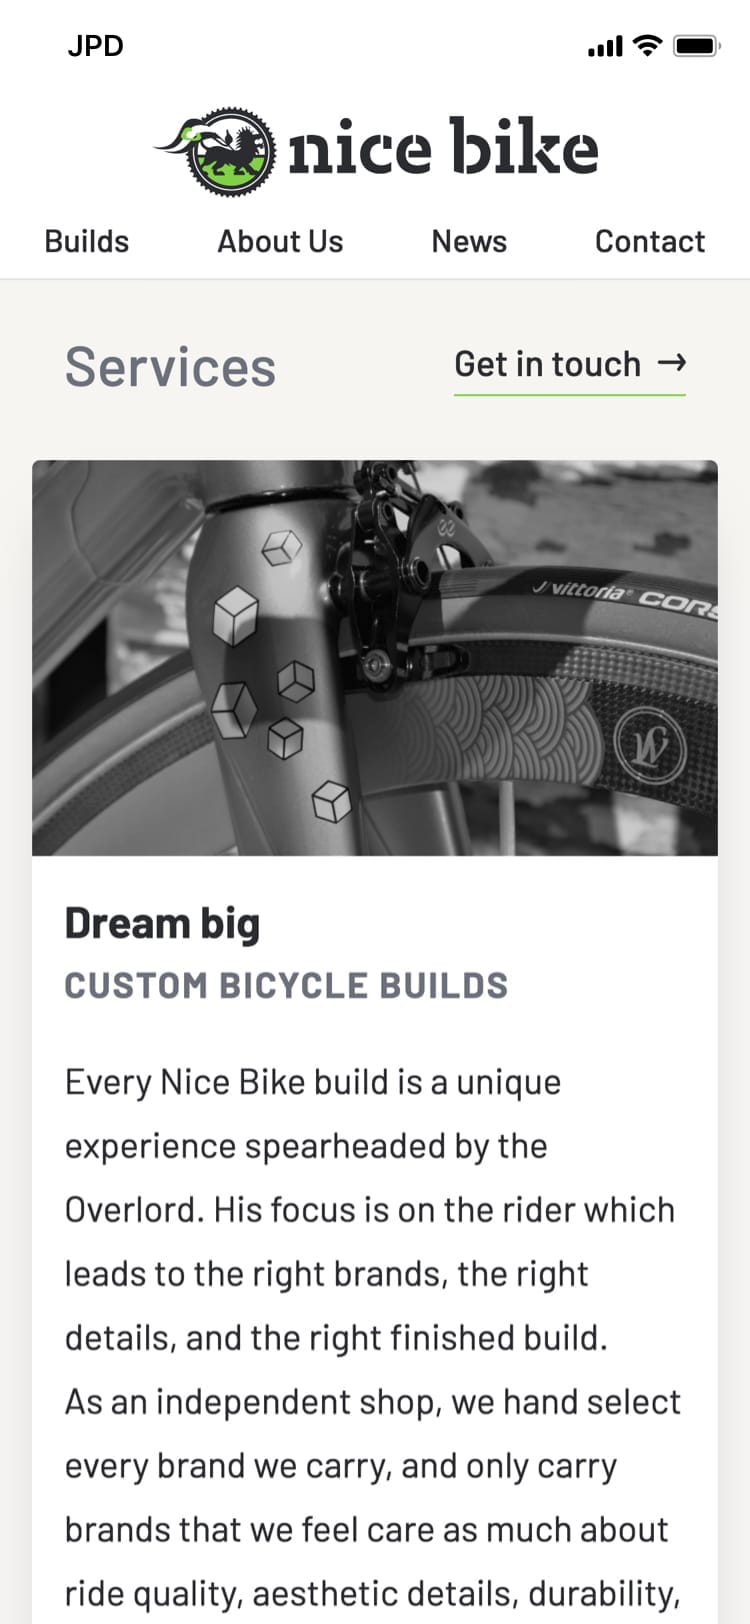 JPD
nice bike
Builds About Us News Contact
Services
Get in touch →
vittoria® CORS
W
Dream big
CUSTOM BICYCLE BUILDS
Every Nice Bike build is a unique
experience spearheaded by the
Overlord. His focus is on the rider which
leads to the right brands, the right
details, and the right finished build.
As an independent shop, we hand select
every brand we carry, and only carry
brands that we feel care as much about
ride quality, aesthetic details, durability,